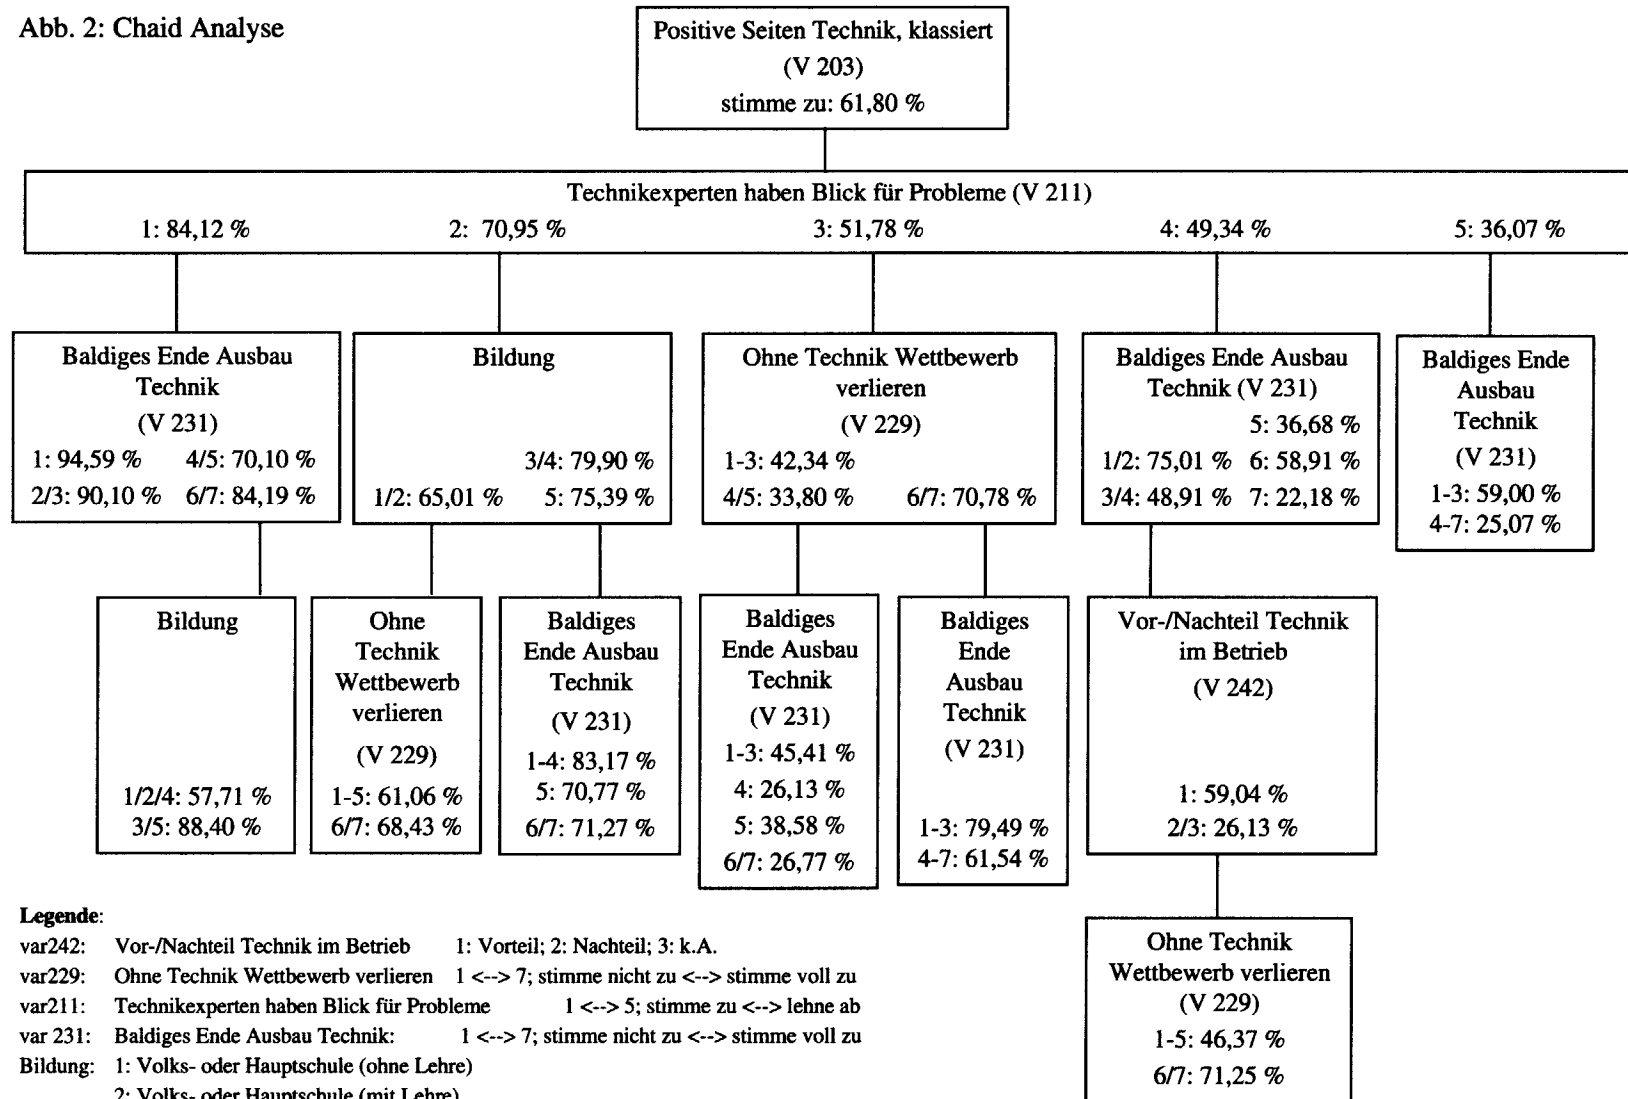 Abb. 2: Chaid Analyse
Positive Seiten Technik, klassiert
(V 203)
stimme zu: 61,80 %
Technikexperten haben Blick für Probleme (V 211)
1: 84,12 % 2: 70,95 % 3: 51,78 % 4: 49,34 % 5: 36,07 %
Baldiges Ende Ausbau
Technik
(V 231)
1: 94,59 % 4/5: 70,10 %
2/3: 90,10 % 6/7: 84,19 %
Bildung
3/4: 79,90 %
1/2: 65,01 % 5: 75,39 %
Ohne Technik Wettbewerb
verlieren
(V 229)
1-3: 42,34 %
4/5: 33,80 % 6/7: 70,78 %
Baldiges Ende Ausbau
Technik (V 231)
5: 36,68 %
1/2: 75,01 % 6: 58,91 %
3/4: 48,91 % 7: 22,18 %
Baldiges Ende
Ausbau
Technik
(V 231)
1-3: 59,00 %
4-7: 25,07 %
Bildung
1/2/4: 57,71 %
3/5: 88,40 %
Ohne
Technik
Wettbewerb
verlieren
(V 229)
1-5: 61,06 %
6/7: 68,43 %
Baldiges
Ende Ausbau
Technik
(V 231)
1-4: 83,17 %
5: 70,77 %
6/7: 71,27 %
Baldiges
Ende Ausbau
Technik
(V 231)
1-3: 45,41 %
4: 26,13 %
5: 38,58 %
6/7: 26,77 %
Baldiges
Ende
Ausbau
Technik
(V 231)
1-3: 79,49 %
4-7: 61,54 %
Vor-/Nachteil Technik
im Betrieb
(V 242)
1: 59,04 %
2/3: 26,13 %
Ohne Technik
Wettbewerb verlieren
(V 229)
1-5: 46,37 %
6/7: 71,25 %
Legende:
var242: Vor-/Nachteil Technik im Betrieb 1: Vorteil; 2: Nachteil; 3: k.A.
var229: Ohne Technik Wettbewerb verlieren 1 <--> 7; stimme nicht zu <--> stimme voll zu
var211: Technikexperten haben Blick für Probleme 1 <--> 5; stimme zu <--> lehne ab
var 231: Baldiges Ende Ausbau Technik: 1 <--> 7; stimme nicht zu <--> stimme voll zu
Bildung: 1: Volks- oder Hauptschule (ohne Lehre)
2: Volks- oder Hauptschule (mit Lehre)